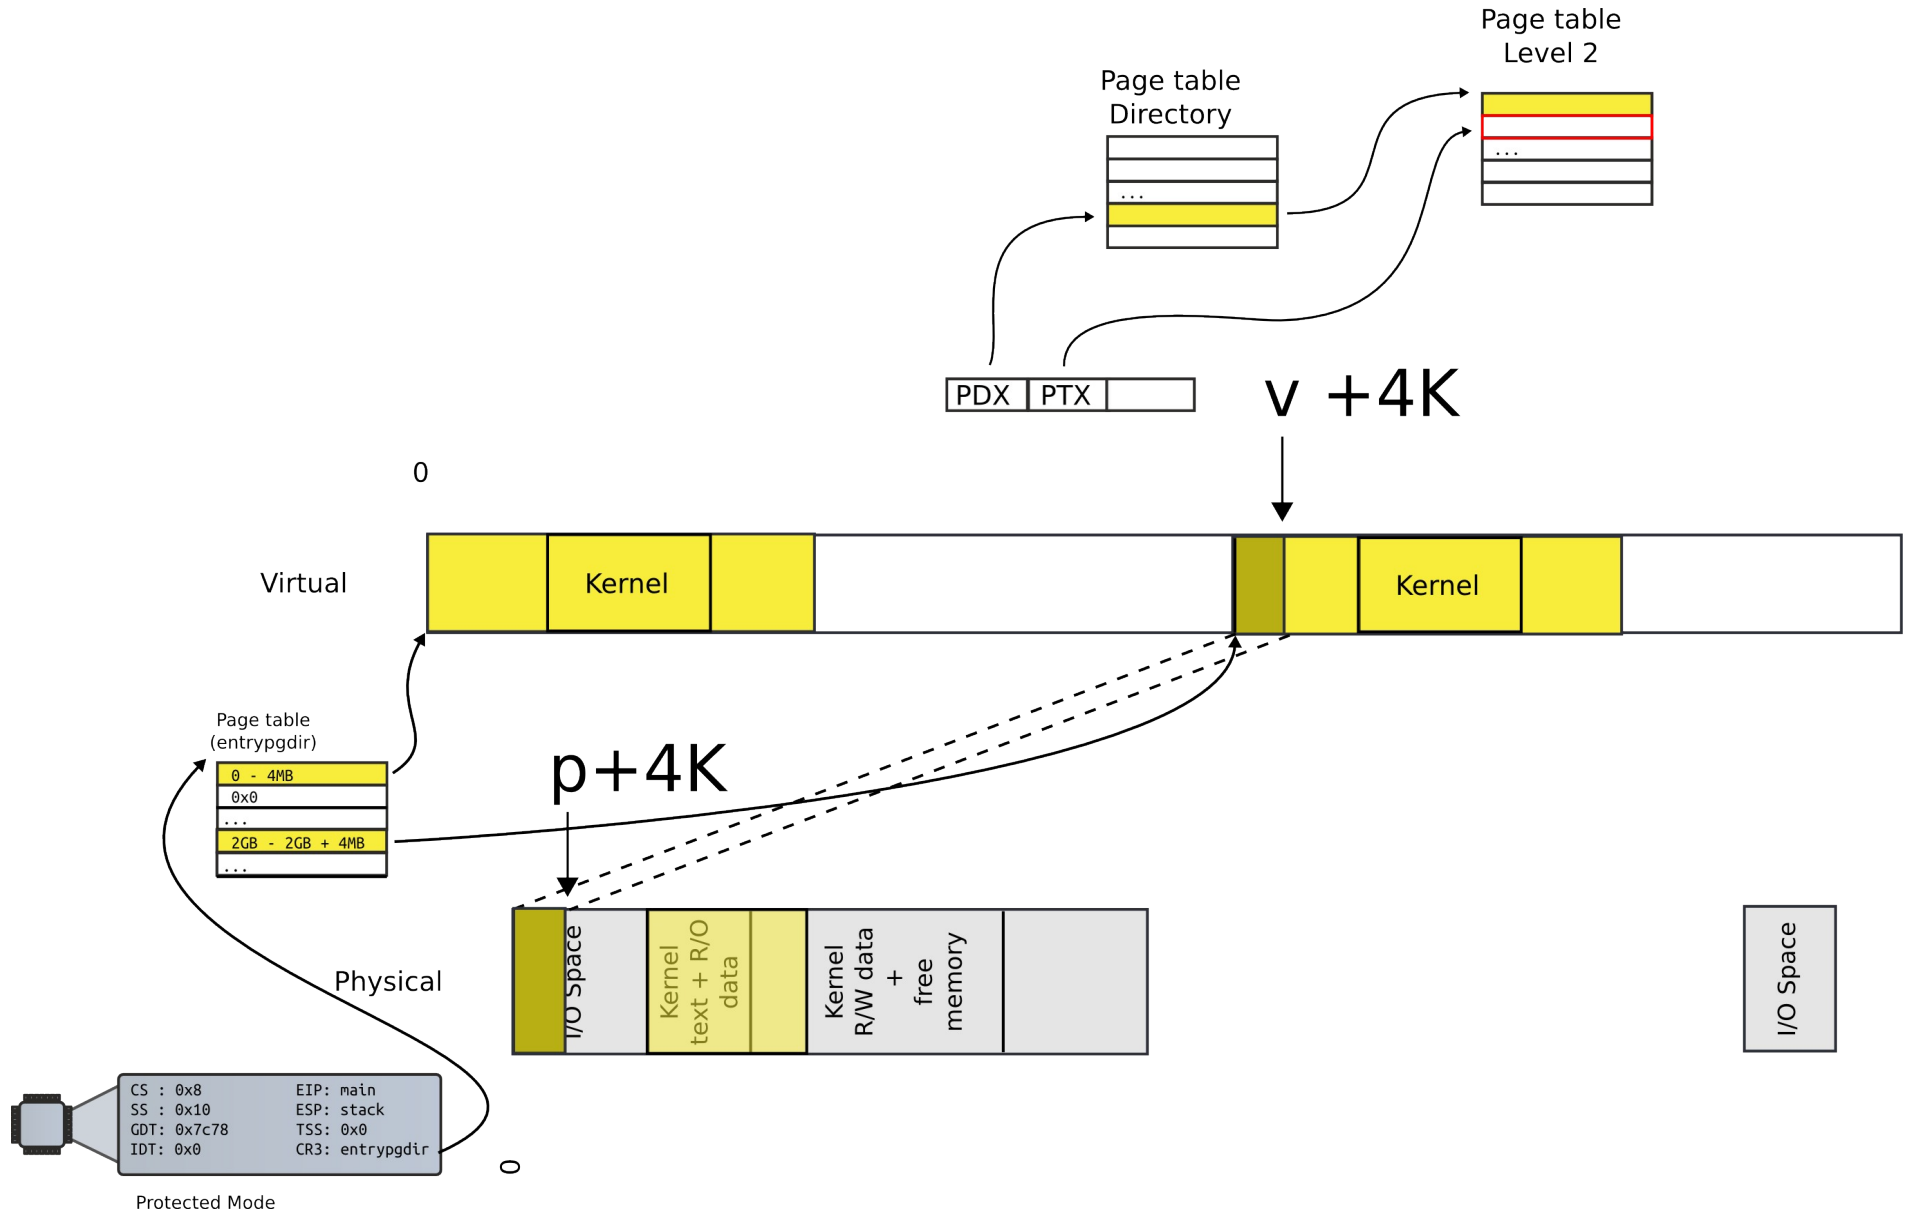 Page table
Level 2
Page table
Directory
...
...
PDX PTX
v +4K
0
Virtual
Kernel
Kernel
Page table
(entrypgdir)
0 - 4MB
0x0
...
2GB - 2GB + 4MB
...
p+4K
Physical
I/O Space
Kernel
text + R/O
data
Kernel
R/W data
+
free
memory
I/O Space
CS : 0x8 EIP: main
SS : 0x10 ESP: stack
GDT: 0x7c78 TSS: 0x0
IDT: 0x0 CR3: entrypgdir
0
Protected Mode